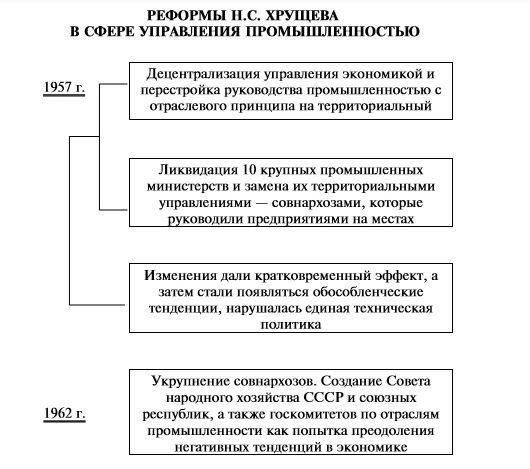 РЕФОРМЫ Н.С. ХРУЩЕВА
В СФЕРЕ УПРАВЛЕНИЯ ПРОМЫШЛЕННОСТЬЮ
1957 г.
Децентрализация управления экономикой и
перестройка руководства промышленностью с
отраслевого принципа на территориальный
Ликвидация 10 крупных промышленных
министерств и замена их территориальными
управлениями — совнархозами, которые
руководили предприятиями на местах
Изменения дали кратковременный эффект, а
затем стали появляться обособленческие
тенденции, нарушалась единая техническая
политика
1962 г.
Укрупнение совнархозов. Создание Совета
народного хозяйства СССР и союзных
республик, а также госкомитетов по отраслям
промышленности как попытка преодоления
негативных тенденций в экономике